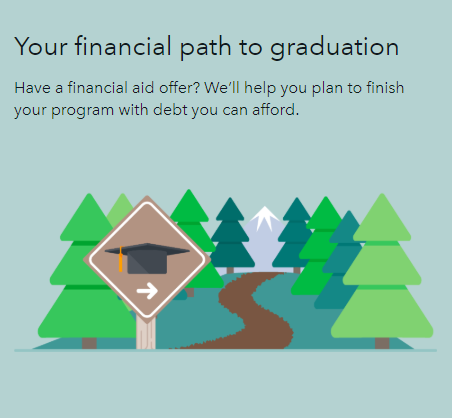 Your financial path to graduation
Have a financial aid offer? We’ll help you plan to finish
your program with debt you can afford.